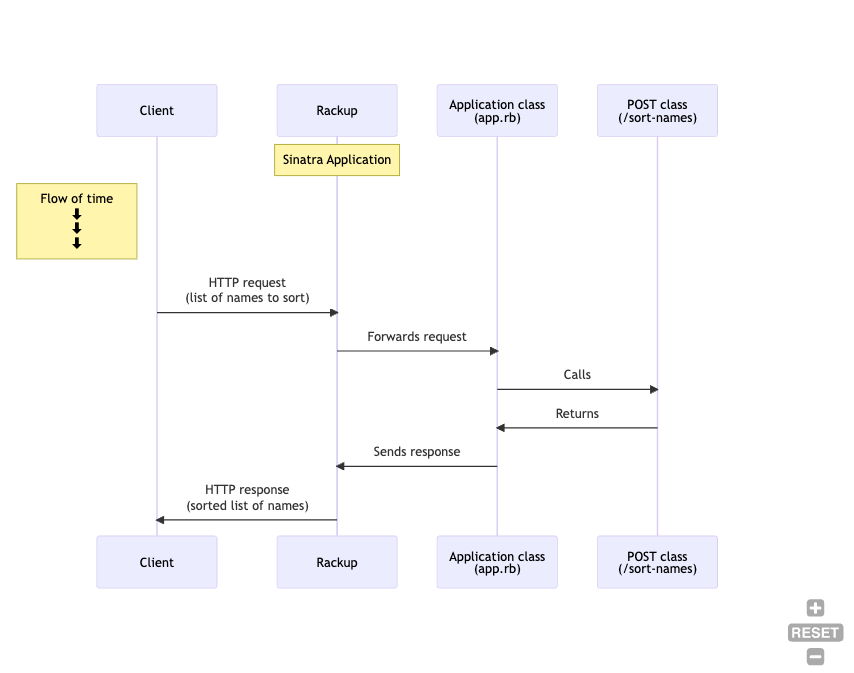 Client
Rackup
Application class
(app.rb)
POST class
(/sort-names)
Sinatra Application
Flow of time
HTTP request
(list of names to sort)
Forwards request
Calls
Returns
Sends response
HTTP response
(sorted list of names)
Client
Rackup
Application class
(app.rb)
POST class
(/sort-names)
RESET